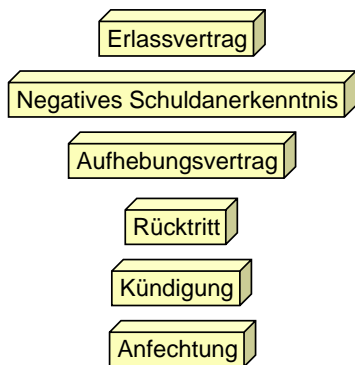 Erlassvertrag
Negatives Schuldanerkenntnis
Aufhebungsvertrag
Rücktritt
Kündigung
Anfechtung